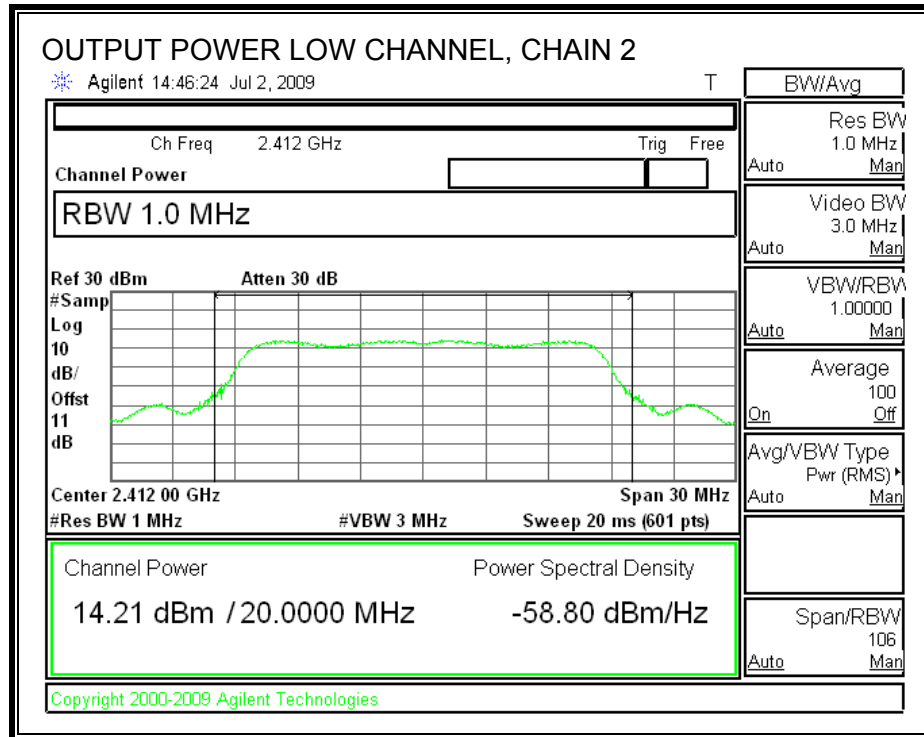 OUTPUT POWER LOW CHANNEL, CHAIN 2
Agilent 14:46:24 Jul 2, 2009 T
BW/Avg
Ch Freq 2.412 GHz Trig Free
Channel Power
RBW 1.0 MHz
Ref 30 dBm Atten 30 dB
#Samp
Log
10
dB/
Offst
11
dB
Center 2.412 00 GHz Span 30 MHz
#Res BW 1 MHz #VBW 3 MHz Sweep 20 ms (601 pts)
Channel Power Power Spectral Density
14.21 dBm / 20.0000 MHz -58.80 dBm/Hz
Copyright 2000-2009 Agilent Technologies
Res BW
1.0 MHz
Auto Man
Video BW
3.0 MHz
Auto Man
VBW/RBW
1.00000
Auto Man
Average
100
On Off
Avg/VBW Type
Pwr (RMS)
Auto Man
Span/RBW
106
Auto Man